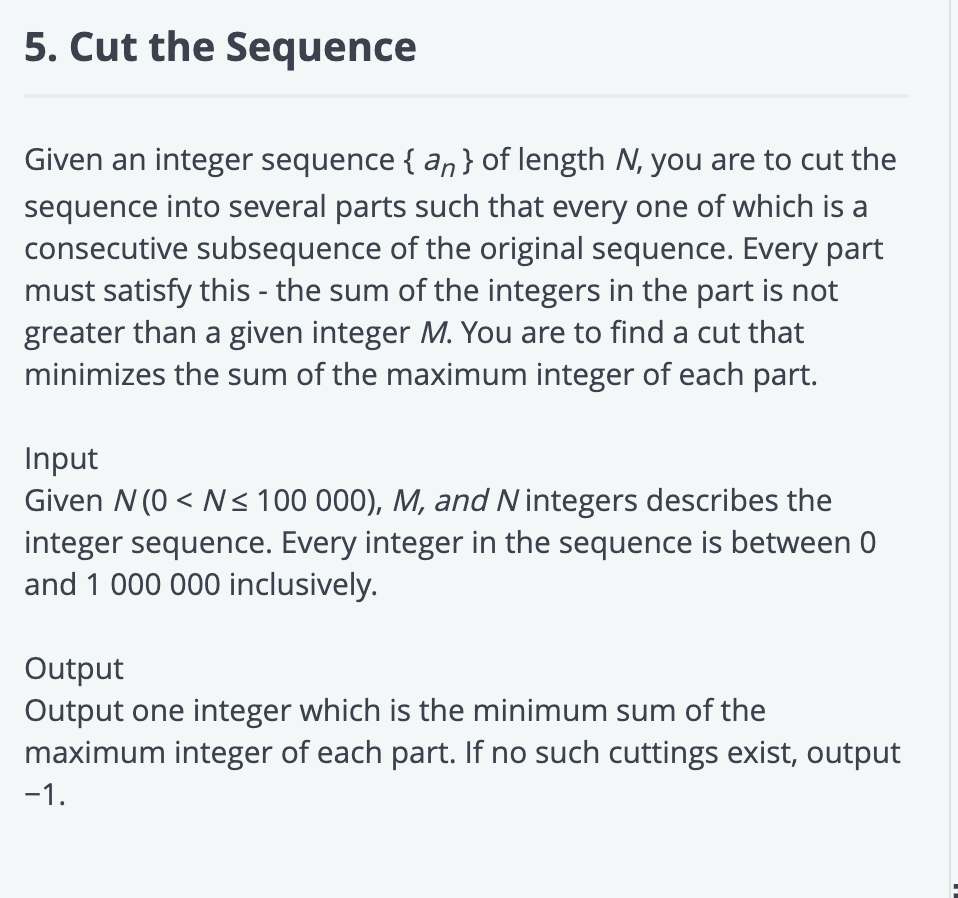 5. Cut the Sequence
Given an integer sequence { an } of length N, you are to cut the
sequence into several parts such that every one of which is a
consecutive subsequence of the original sequence. Every part
must satisfy this - the sum of the integers in the part is not
greater than a given integer M. You are to find a cut that
minimizes the sum of the maximum integer of each part.
Input
Given N (0 < N ≤ 100 000), M, and N integers describes the
integer sequence. Every integer in the sequence is between 0
and 1 000 000 inclusively.
Output
Output one integer which is the minimum sum of the
maximum integer of each part. If no such cuttings exist, output
−1.